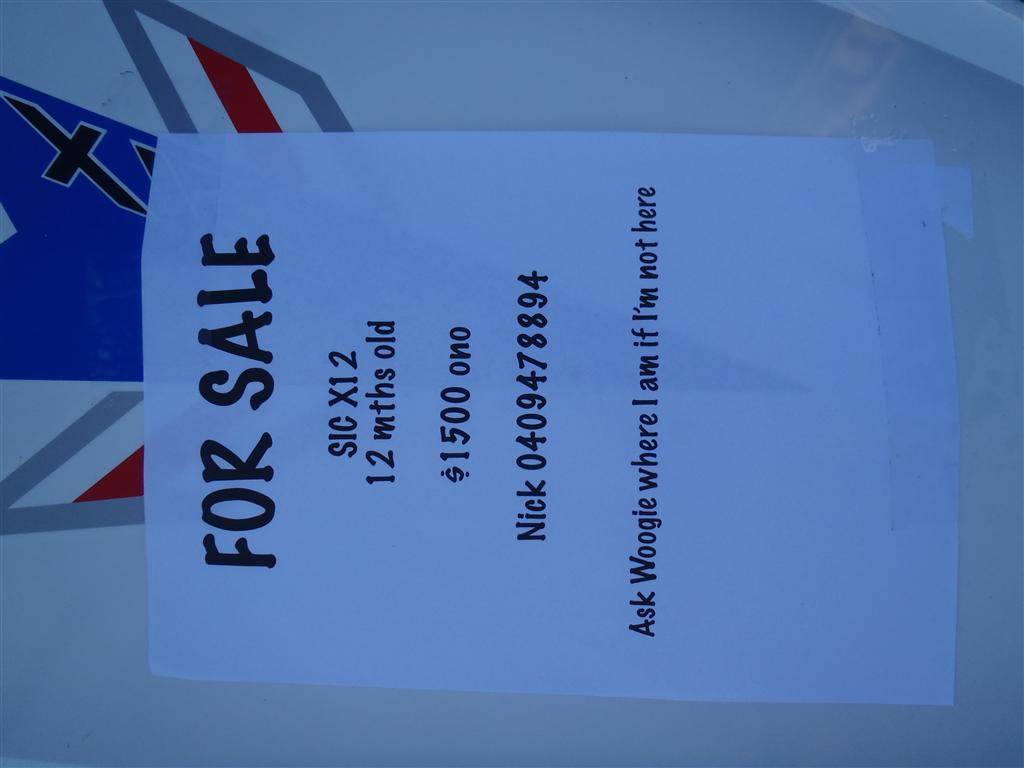 FOR SALE
SIC X12
12 mths old
$1500 ono
Nick 0409478894
Ask Woogie where I am if I'm not here